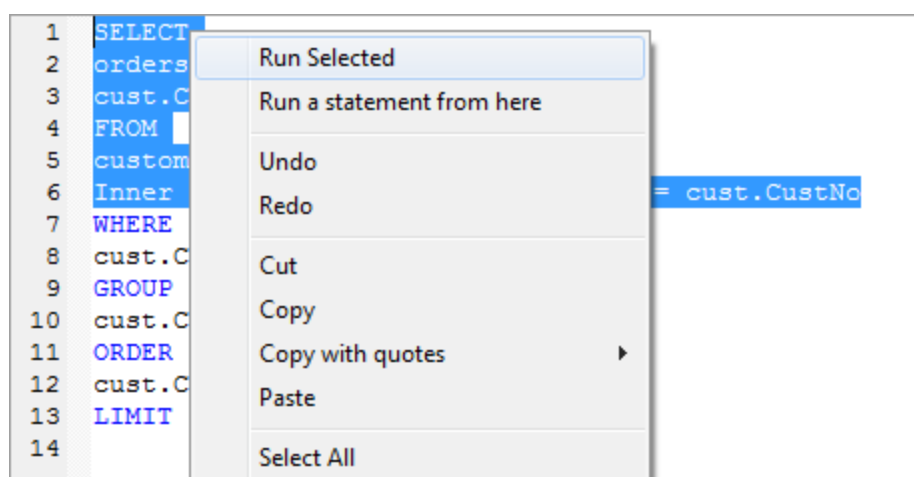 1 SELECT
2 orders
3 cust.C
4 FROM
5 custom
6 Inner = cust.CustNo
7 WHERE
8 cust.C
9 GROUP
10 cust.C
11 ORDER
12 cust.C
13 LIMIT
14
Run Selected
Run a statement from here
Undo
Redo
Cut
Copy
Copy with quotes
Paste
Select All